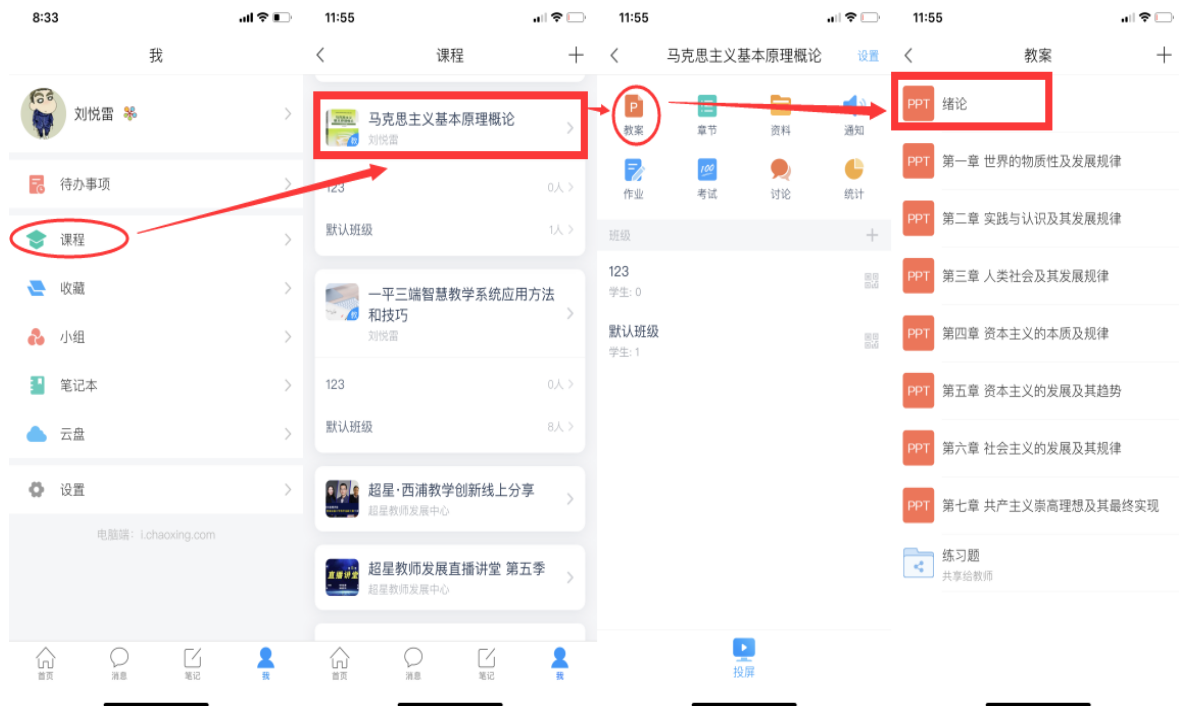 8:33
我
刘悦雷
待办事项
课程
收藏
小组
笔记本
云盘
设置
电脑端：i.chaoxing.com
首页
消息
笔记
我
11:55
课程
马克思主义基本原理概论
刘悦雷
123
0人
默认班级
1人
一平三端智慧教学系统应用方法
和技巧
刘悦雷
123
0人
默认班级
8人
超星·西浦教学创新线上分享
超星教师发展中心
直播讲堂
超星教师发展直播讲堂 第五季
超星教师发展中心
首页
消息
笔记
我
11:55
马克思主义基本原理概论
设置
教案
章节
资料
通知
作业
100
考试
讨论
统计
班级
123
学生: 0
默认班级
学生: 1
投屏
11:55
教案
PPT 绪论
PPT 第一章 世界的物质性及发展规律
PPT 第二章 实践与认识及其发展规律
PPT 第三章 人类社会及其发展规律
PPT 第四章 资本主义的本质及规律
PPT 第五章 资本主义的发展及其趋势
PPT 第六章 社会主义的发展及其规律
PPT 第七章 共产主义崇高理想及其最终实现
练习题
共享给教师